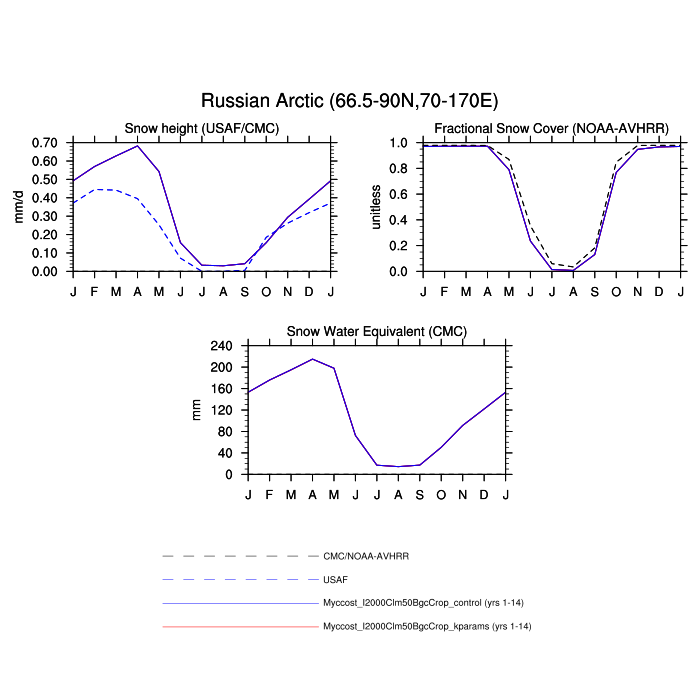 Russian Arctic (66.5-90N,70-170E)
Snow height (USAF/CMC)
mm/d
0.70
0.60
0.50
0.40
0.30
0.20
0.10
0.00
J F M A M J J A S O N D J
Fractional Snow Cover (NOAA-AVHRR)
unitless
1.0
0.8
0.6
0.4
0.2
0.0
J F M A M J J A S O N D J
Snow Water Equivalent (CMC)
mm
240
200
160
120
80
40
0
J F M A M J J A S O N D J
CMC/NOAA-AVHRR
USAF
Myccost_I2000Clm50BgcCrop_control (yrs 1-14)
Myccost_I2000Clm50BgcCrop_kparams (yrs 1-14)